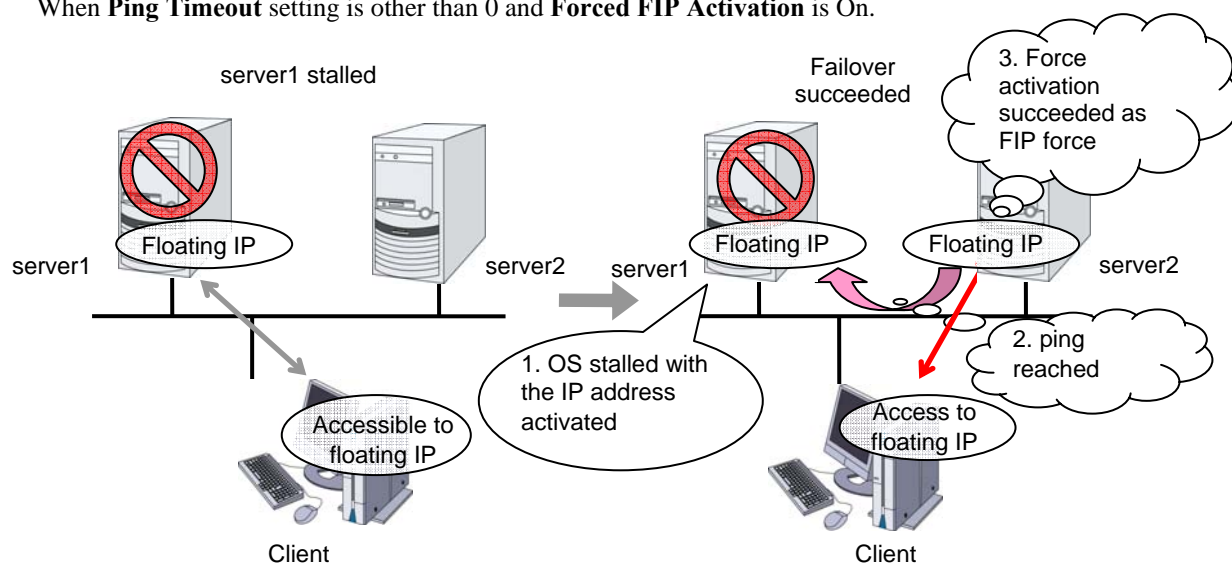 When Ping Timeout setting is other than 0 and Forced FIP Activation is On.
server1 stalled
Floating IP
server1
server2
Accessible to
floating IP
Client
Failover
succeeded
3. Force
activation
succeeded as
FIP force
Floating IP
Floating IP
server1
server2
1. OS stalled with
the IP address
activated
2. ping
reached
Access to
floating IP
Client